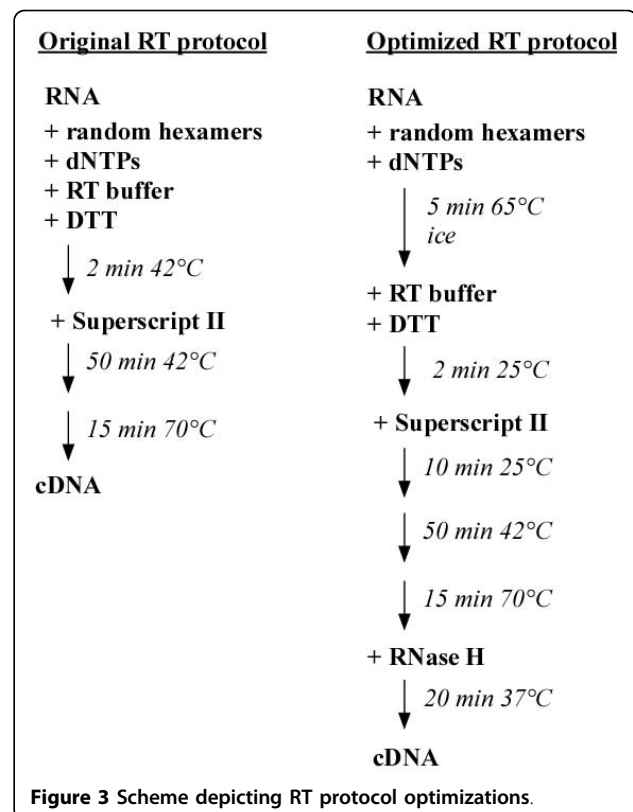 Original RT protocol
RNA
+ random hexamers
+ dNTPs
+ RT buffer
+ DTT
2 min 42°C
+ Superscript II
50 min 42°C
15 min 70°C
cDNA
Optimized RT protocol
RNA
+ random hexamers
+ dNTPs
5 min 65°C
ice
+ RT buffer
+ DTT
2 min 25°C
+ Superscript II
10 min 25°C
50 min 42°C
15 min 70°C
+ RNase H
20 min 37°C
cDNA
Figure 3 Scheme depicting RT protocol optimizations.